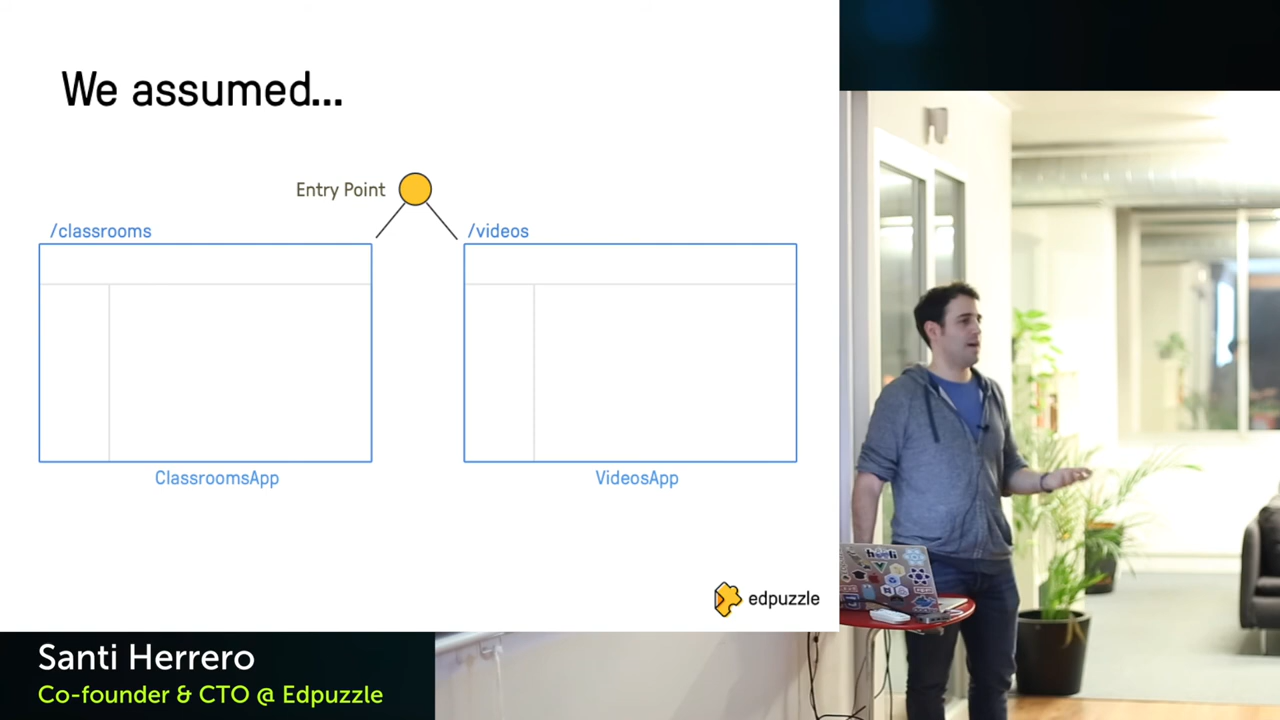 We assumed...
Entry Point
/classrooms
/videos
ClassroomsApp
VideosApp
edpuzzle
Santi Herrero
Co-founder & CTO @ Edpuzzle